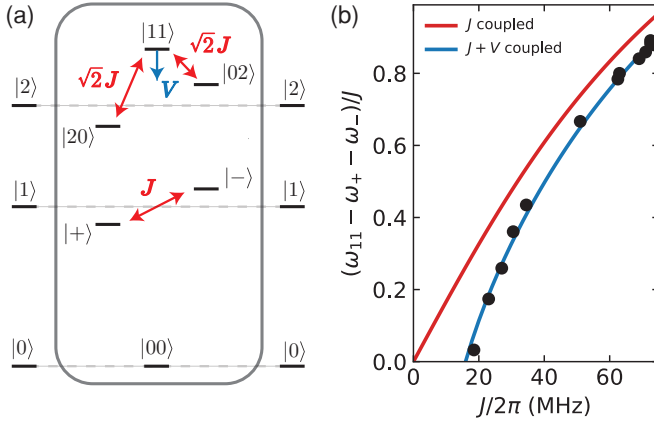 (a)
|11⟩
√2J
√2J
V
|02⟩
|2⟩
|2⟩
|20⟩
J
|−⟩
|1⟩
|1⟩
|+⟩
|0⟩
|00⟩
|0⟩
(b)
J coupled
J + V coupled
(ω₁₁ − ω₊ − ω₋)/J
0.8
0.6
0.4
0.2
0.0
0
20
40
60
J/2π (MHz)